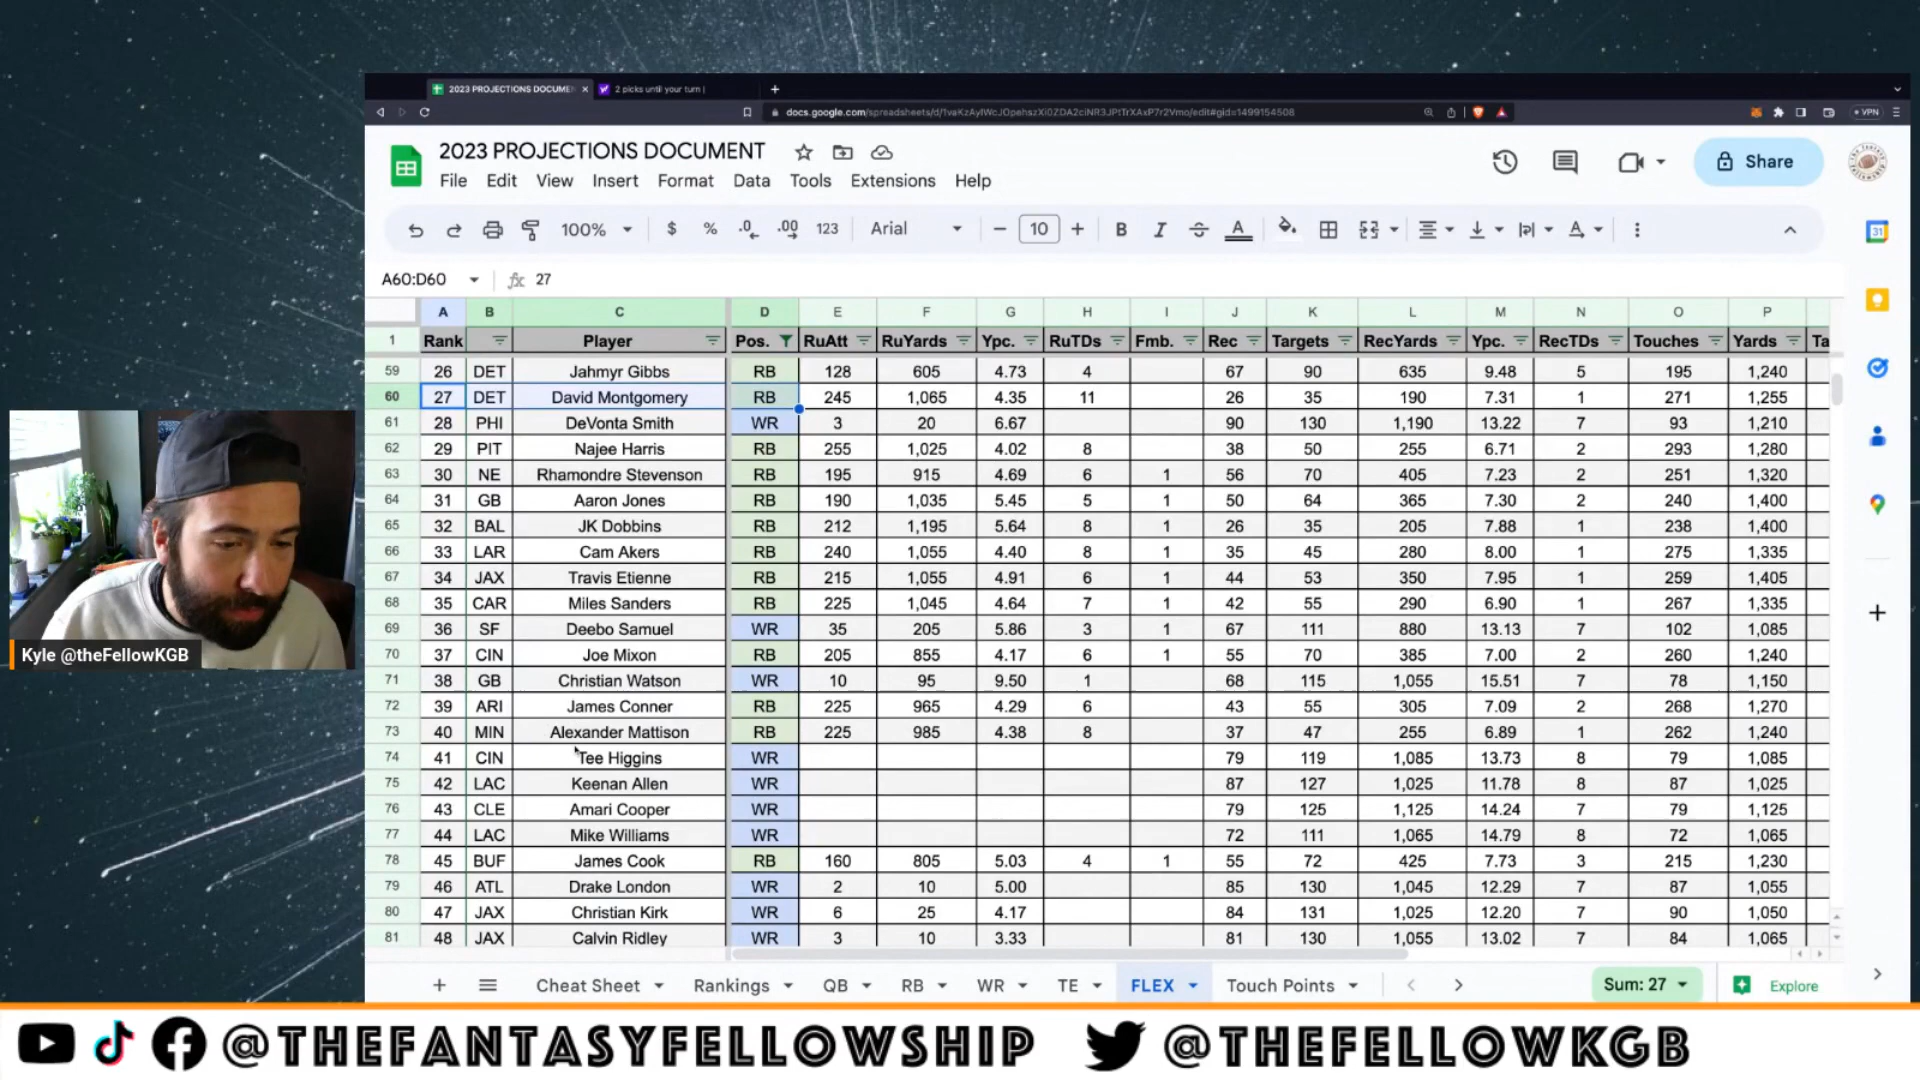 2023 PROJECTIONS DOCUMEN
2 picks until your turn |
docs.google.com/spreadsheets/d/1vaKzAyIWcJOpehszXi0ZDA2ciNR3JPtTrXAxP7r2Vmo/edit#gid=1499154508
VPN
2023 PROJECTIONS DOCUMENT
Share
File Edit View Insert Format Data Tools Extensions Help
100% $ % .0 .00 123 Arial 10 B I A
31
A60:D60 fx 27
A B C D E F G H I J K L M N O P
1 Rank Player Pos. RuAtt RuYards Ypc. RuTDs Fmb. Rec Targets RecYards Ypc. RecTDs Touches Yards Ta
59 26 DET Jahmyr Gibbs RB 128 605 4.73 4 67 90 635 9.48 5 195 1,240
60 27 DET David Montgomery RB 245 1,065 4.35 11 26 35 190 7.31 1 271 1,255
61 28 PHI DeVonta Smith WR 3 20 6.67 90 130 1,190 13.22 7 93 1,210
62 29 PIT Najee Harris RB 255 1,025 4.02 8 38 50 255 6.71 2 293 1,280
63 30 NE Rhamondre Stevenson RB 195 915 4.69 6 1 56 70 405 7.23 2 251 1,320
64 31 GB Aaron Jones RB 190 1,035 5.45 5 1 50 64 365 7.30 2 240 1,400
65 32 BAL JK Dobbins RB 212 1,195 5.64 8 1 26 35 205 7.88 1 238 1,400
66 33 LAR Cam Akers RB 240 1,055 4.40 8 1 35 45 280 8.00 1 275 1,335
67 34 JAX Travis Etienne RB 215 1,055 4.91 6 1 44 53 350 7.95 1 259 1,405
68 35 CAR Miles Sanders RB 225 1,045 4.64 7 1 42 55 290 6.90 1 267 1,335
69 36 SF Deebo Samuel WR 35 205 5.86 3 1 67 111 880 13.13 7 102 1,085
70 37 CIN Joe Mixon RB 205 855 4.17 6 1 55 70 385 7.00 2 260 1,240
71 38 GB Christian Watson WR 10 95 9.50 1 68 115 1,055 15.51 7 78 1,150
72 39 ARI James Conner RB 225 965 4.29 6 43 55 305 7.09 2 268 1,270
73 40 MIN Alexander Mattison RB 225 985 4.38 8 37 47 255 6.89 1 262 1,240
74 41 CIN Tee Higgins WR 79 119 1,085 13.73 8 79 1,085
75 42 LAC Keenan Allen WR 87 127 1,025 11.78 8 87 1,025
76 43 CLE Amari Cooper WR 79 125 1,125 14.24 7 79 1,125
77 44 LAC Mike Williams WR 72 111 1,065 14.79 8 72 1,065
78 45 BUF James Cook RB 160 805 5.03 4 1 55 72 425 7.73 3 215 1,230
79 46 ATL Drake London WR 2 10 5.00 85 130 1,045 12.29 7 87 1,055
80 47 JAX Christian Kirk WR 6 25 4.17 84 131 1,025 12.20 7 90 1,050
81 48 JAX Calvin Ridley WR 3 10 3.33 81 130 1,055 13.02 7 84 1,065
Kyle @theFellowKGB
Cheat Sheet Rankings QB RB WR TE FLEX Touch Points Sum: 27 Explore
@THEFANTASYFELLOWSHIP @THEFELLOWKGB